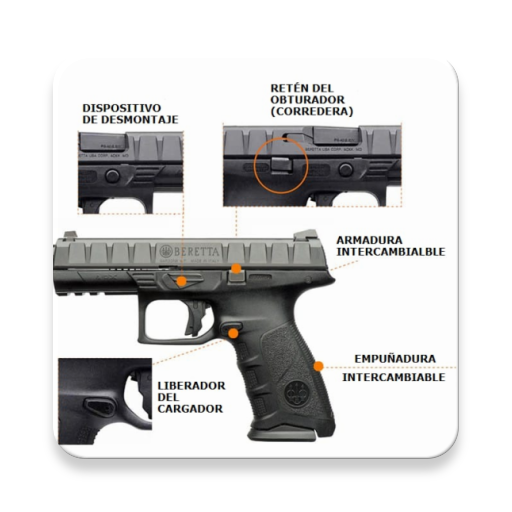 DISPOSITIVO
DE DESMONTAJE
RETÉN DEL
OBTURADOR
(CORREDERA)
BERETTA
ARMADURA
INTERCAMBIALBLE
EMPUÑADURA
INTERCAMBIABLE
LIBERADOR
DEL
CARGADOR